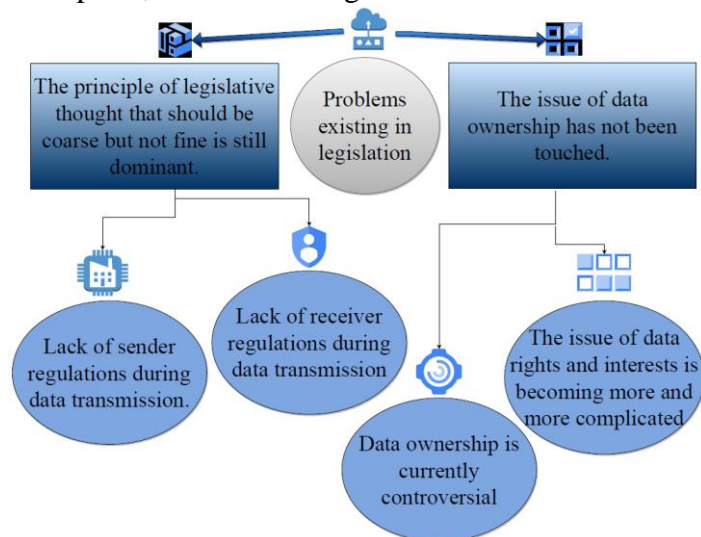 The principle of legislative
thought that should be
coarse but not fine is still
dominant.
Problems
existing in
legislation
The issue of data
ownership has not been
touched.
Lack of sender
regulations during
data transmission.
Lack of receiver
regulations during
data transmission
Data ownership is
currently
controversial
The issue of data
rights and interests is
becoming more and
more complicated